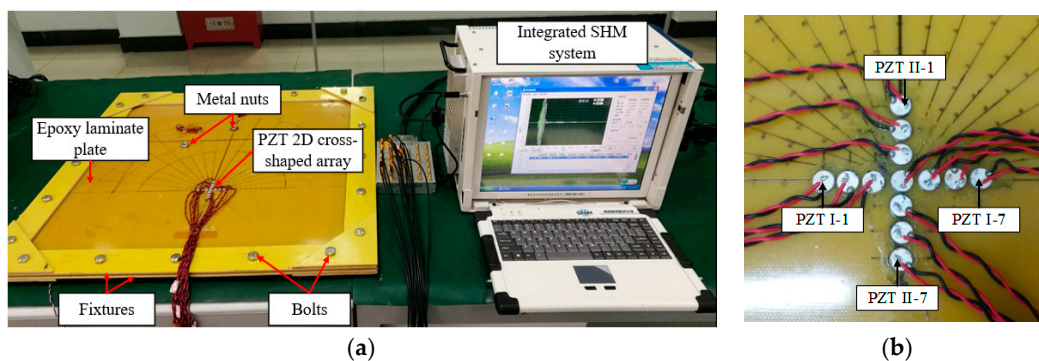 Integrated SHM
system
Metal nuts
Epoxy laminate
plate
PZT 2D cross-
shaped array
Fixtures
Bolts
SHM
(a)
PZT II-1
PZT I-1
PZT I-7
PZT II-7
(b)